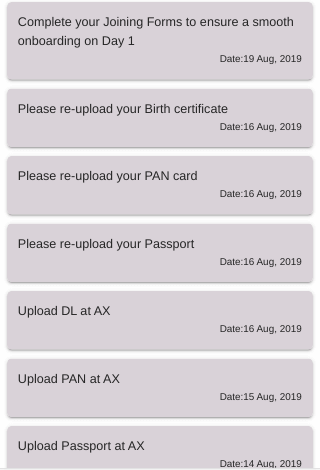 Complete your Joining Forms to ensure a smooth
onboarding on Day 1
Date:19 Aug, 2019
Please re-upload your Birth certificate
Date:16 Aug, 2019
Please re-upload your PAN card
Date:16 Aug, 2019
Please re-upload your Passport
Date:16 Aug, 2019
Upload DL at AX
Date:16 Aug, 2019
Upload PAN at AX
Date:15 Aug, 2019
Upload Passport at AX
Date:14 Aug, 2019